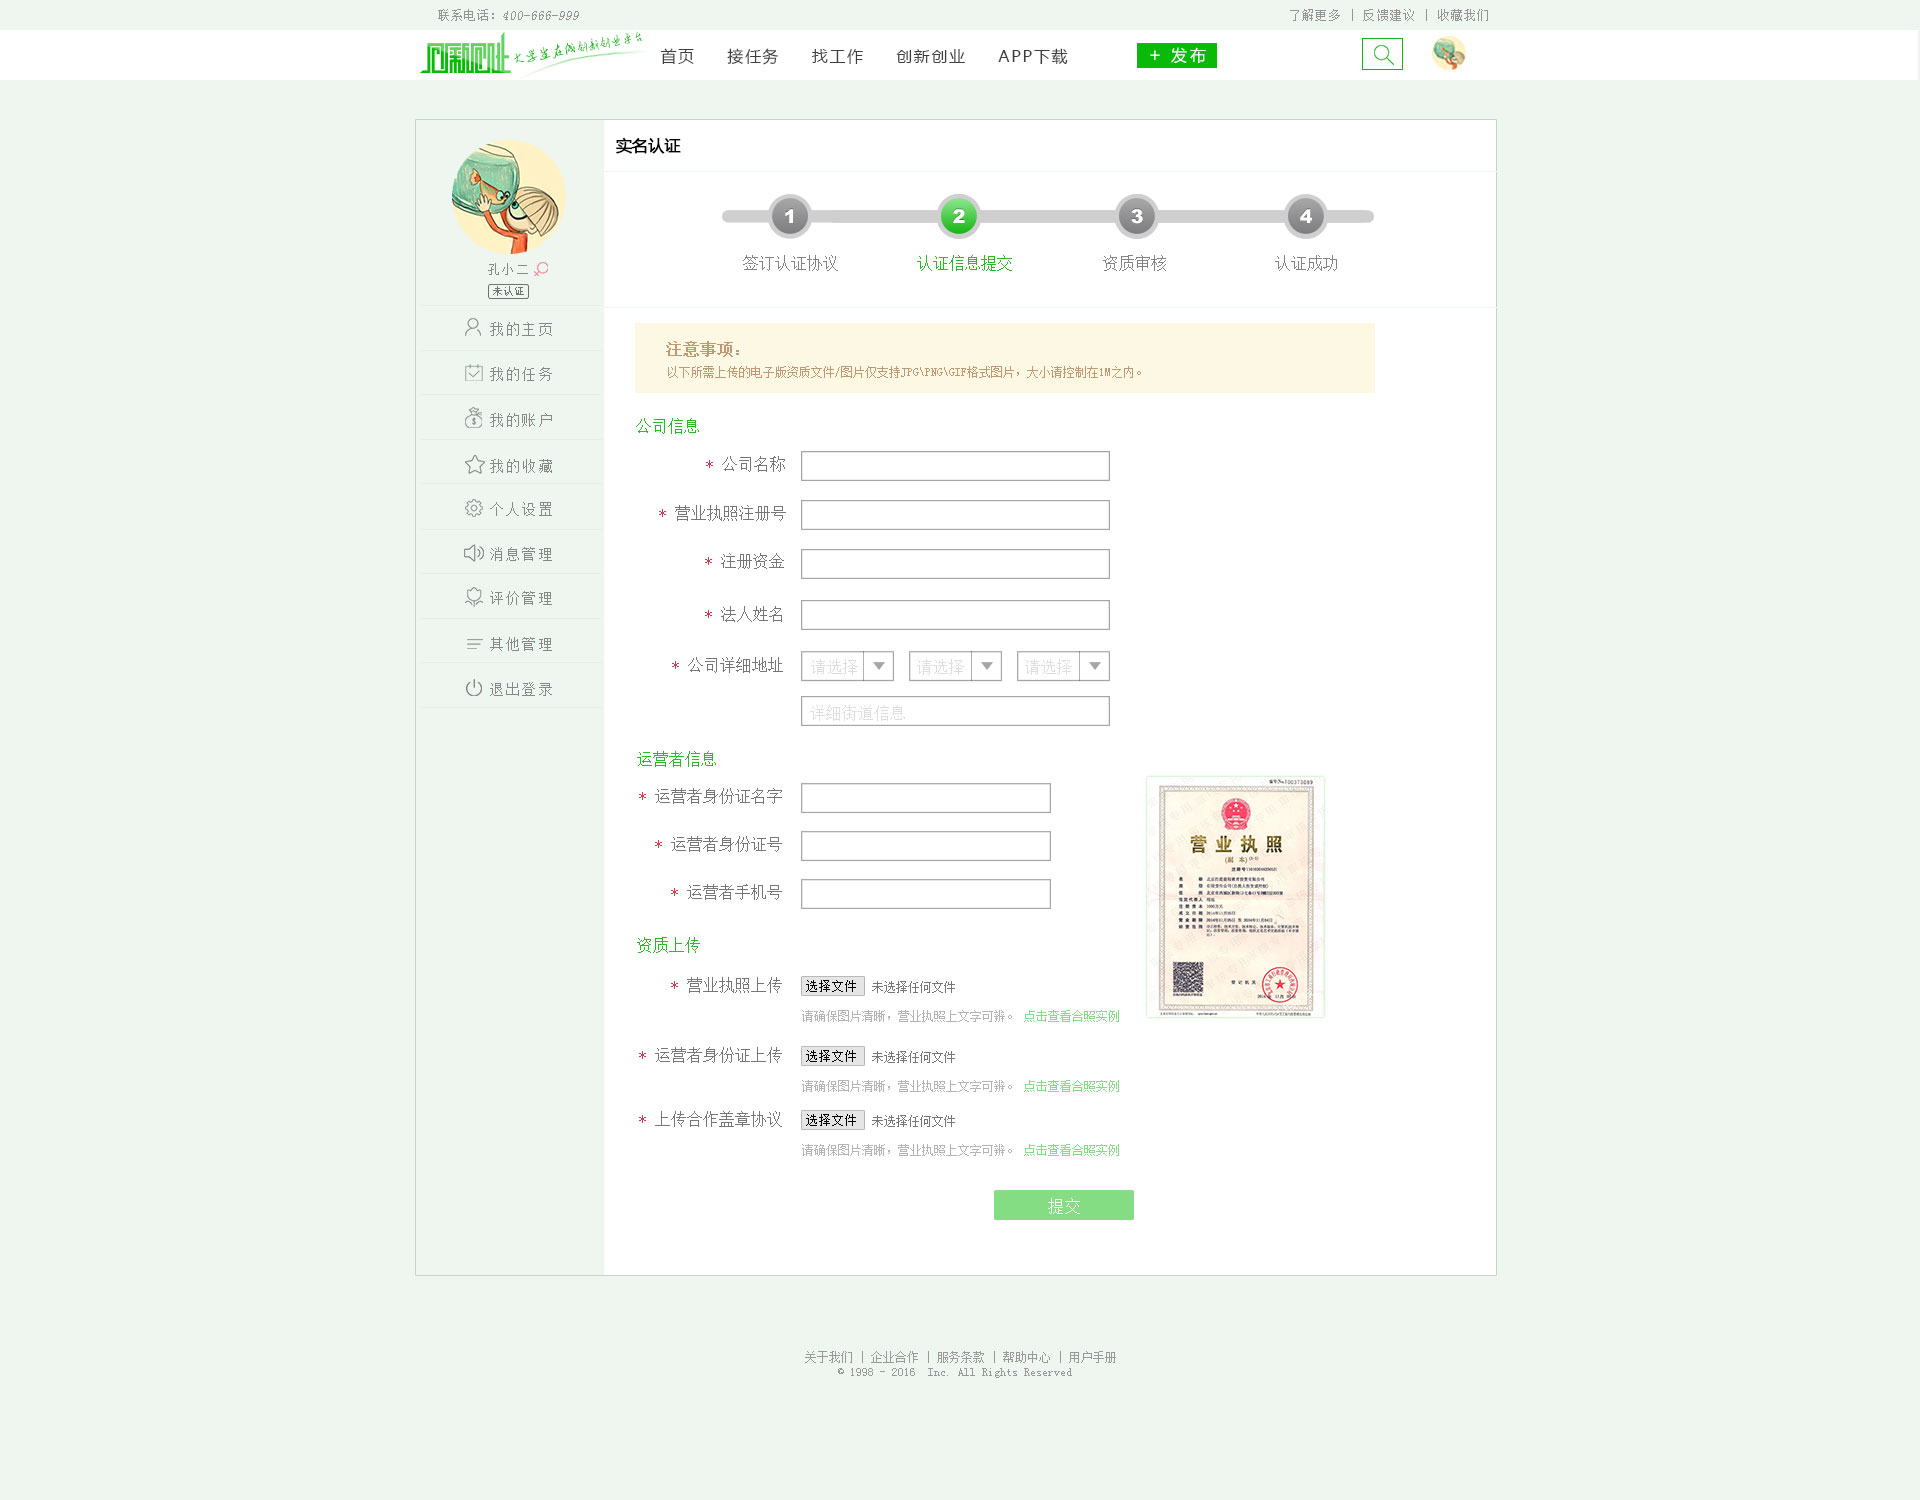 联系电话：400-666-999
了解更多 | 反馈建议 | 收藏我们
大学生在线创新创业平台
首页 接任务 找工作 创新创业 APP下载
+ 发布
实名认证
1 2 3 4
签订认证协议 认证信息提交 资质审核 认证成功
孔小二
未认证
我的主页
我的任务
我的账户
我的收藏
个人设置
消息管理
评价管理
其他管理
退出登录
注意事项：
以下所需上传的电子版资质文件/图片仅支持JPG\PNG\GIF格式图片，大小请控制在1M之内。
公司信息
* 公司名称
* 营业执照注册号
* 注册资金
* 法人姓名
* 公司详细地址 请选择 请选择 请选择
详细街道信息
运营者信息
* 运营者身份证名字
* 运营者身份证号
* 运营者手机号
营业执照
(副 本)
资质上传
* 营业执照上传 选择文件 未选择任何文件
请确保图片清晰，营业执照上文字可辨。 点击查看合照实例
* 运营者身份证上传 选择文件 未选择任何文件
请确保图片清晰，营业执照上文字可辨。 点击查看合照实例
* 上传合作盖章协议 选择文件 未选择任何文件
请确保图片清晰，营业执照上文字可辨。 点击查看合照实例
提交
关于我们 | 企业合作 | 服务条款 | 帮助中心 | 用户手册
© 1998 - 2016 Inc. All Rights Reserved